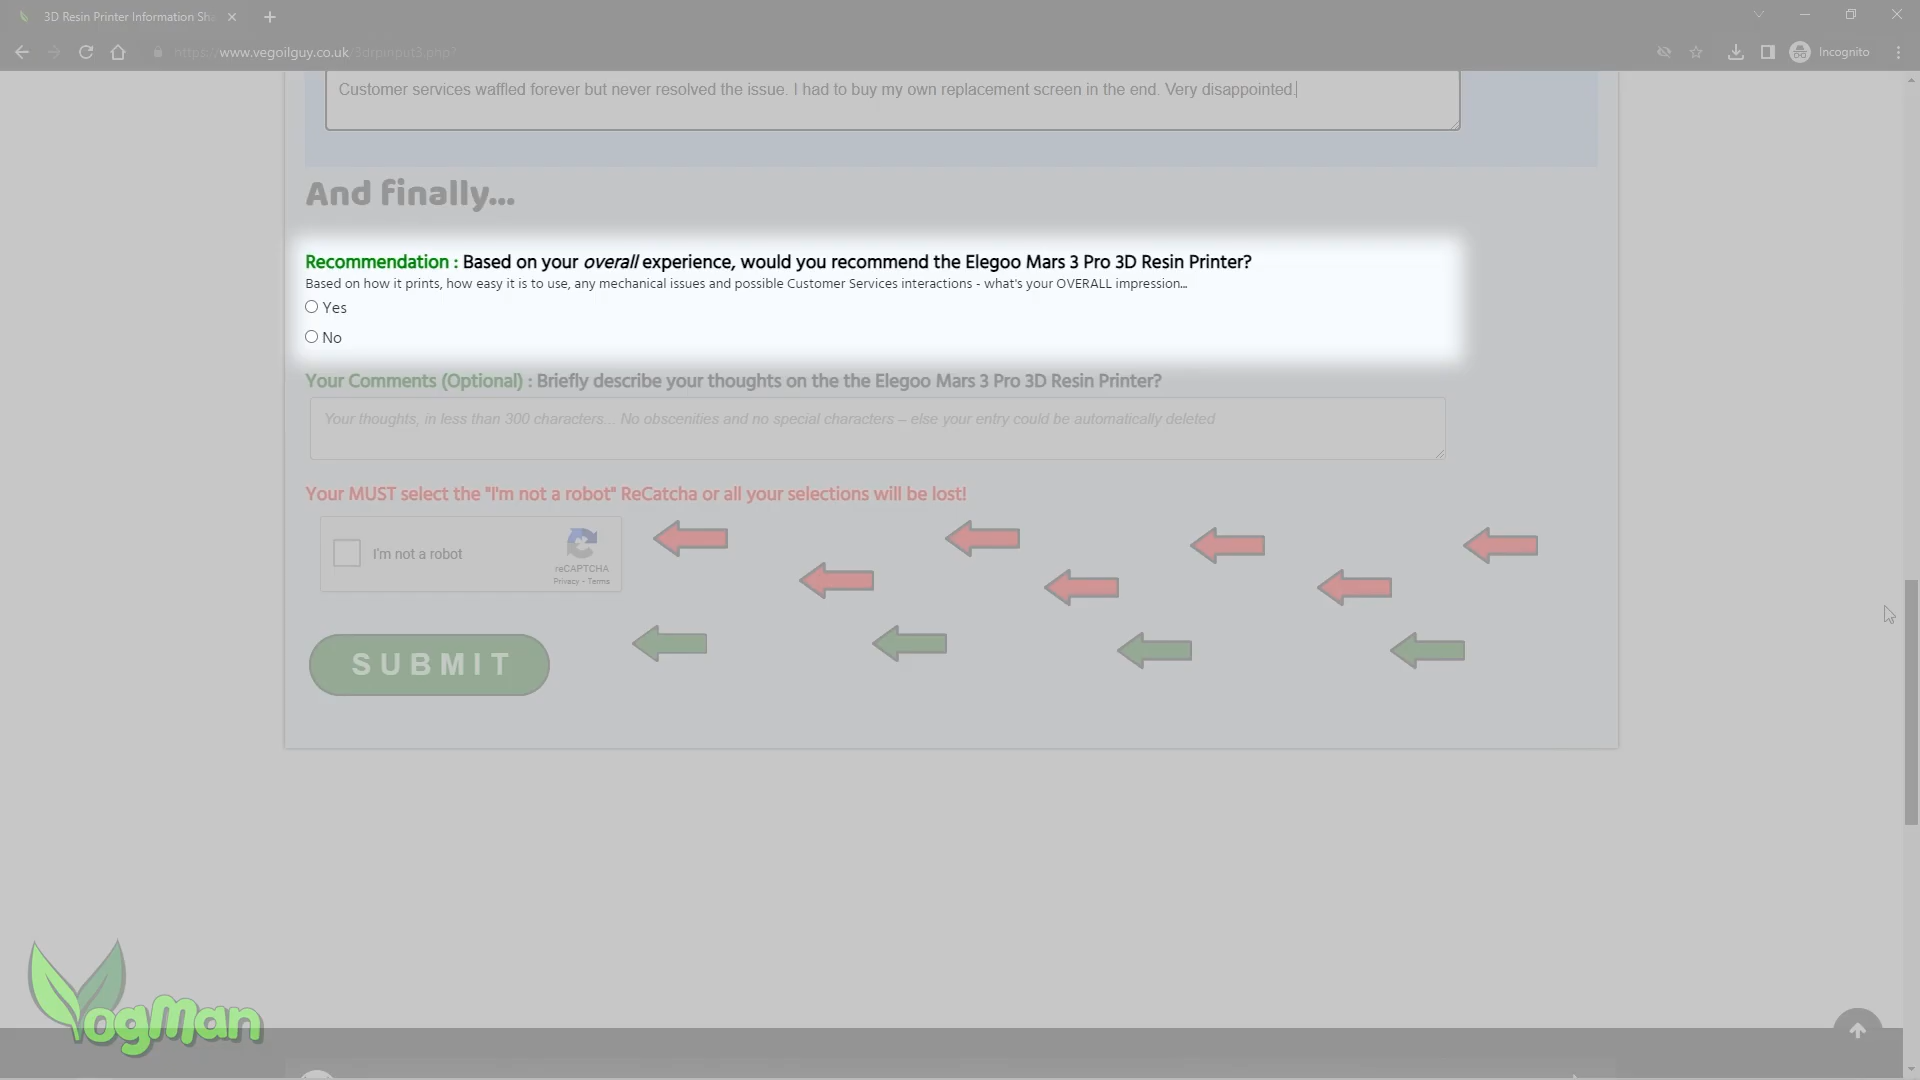 3D Resin Printer Information Sh
https://www.vegoilguy.co.uk/3drpinput3.php?
Incognito
Customer services waffled forever but never resolved the issue. I had to buy my own replacement screen in the end. Very disappointed.
And finally...
Recommendation : Based on your overall experience, would you recommend the Elegoo Mars 3 Pro 3D Resin Printer?
Based on how it prints, how easy it is to use, any mechanical issues and possible Customer Services interactions - what's your OVERALL impression...
Yes
No
Your Comments (Optional) : Briefly describe your thoughts on the the Elegoo Mars 3 Pro 3D Resin Printer?
Your thoughts, in less than 300 characters... No obscenities and no special characters – else your entry could be automatically deleted
Your MUST select the "I'm not a robot" ReCatcha or all your selections will be lost!
I'm not a robot
reCAPTCHA
Privacy - Terms
SUBMIT
VogMan